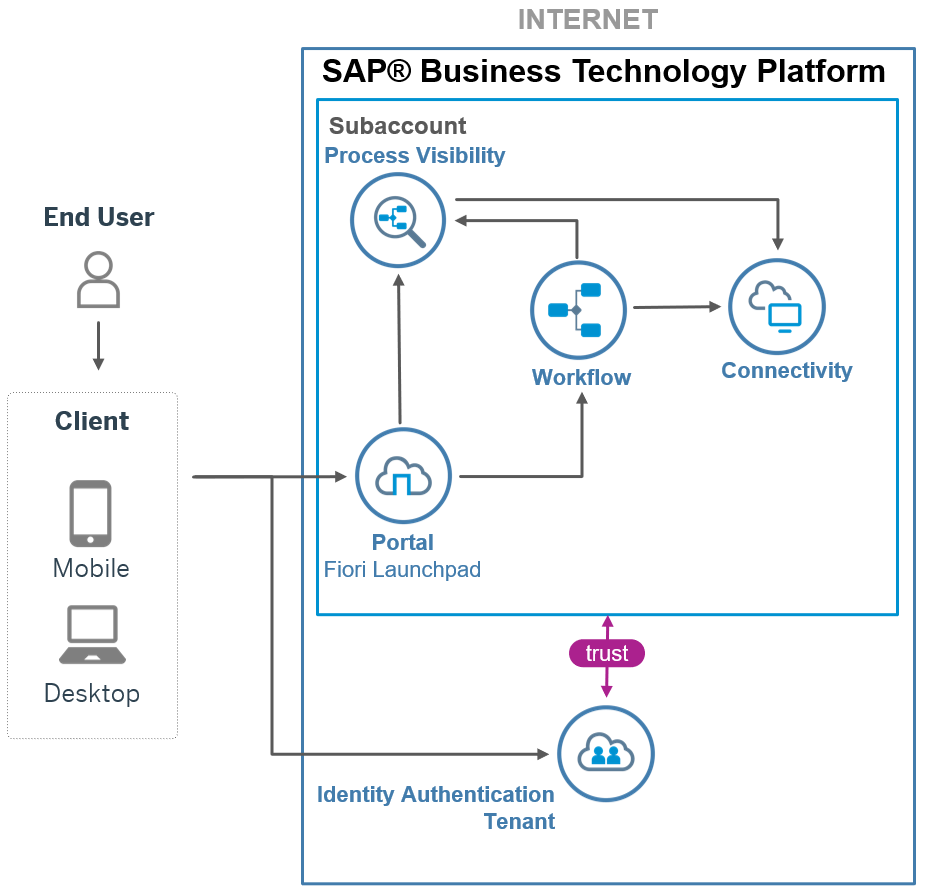 INTERNET
SAP® Business Technology Platform
Subaccount
Process Visibility
End User
Workflow
Connectivity
Client
Portal
Fiori Launchpad
Mobile
trust
Desktop
Identity Authentication
Tenant